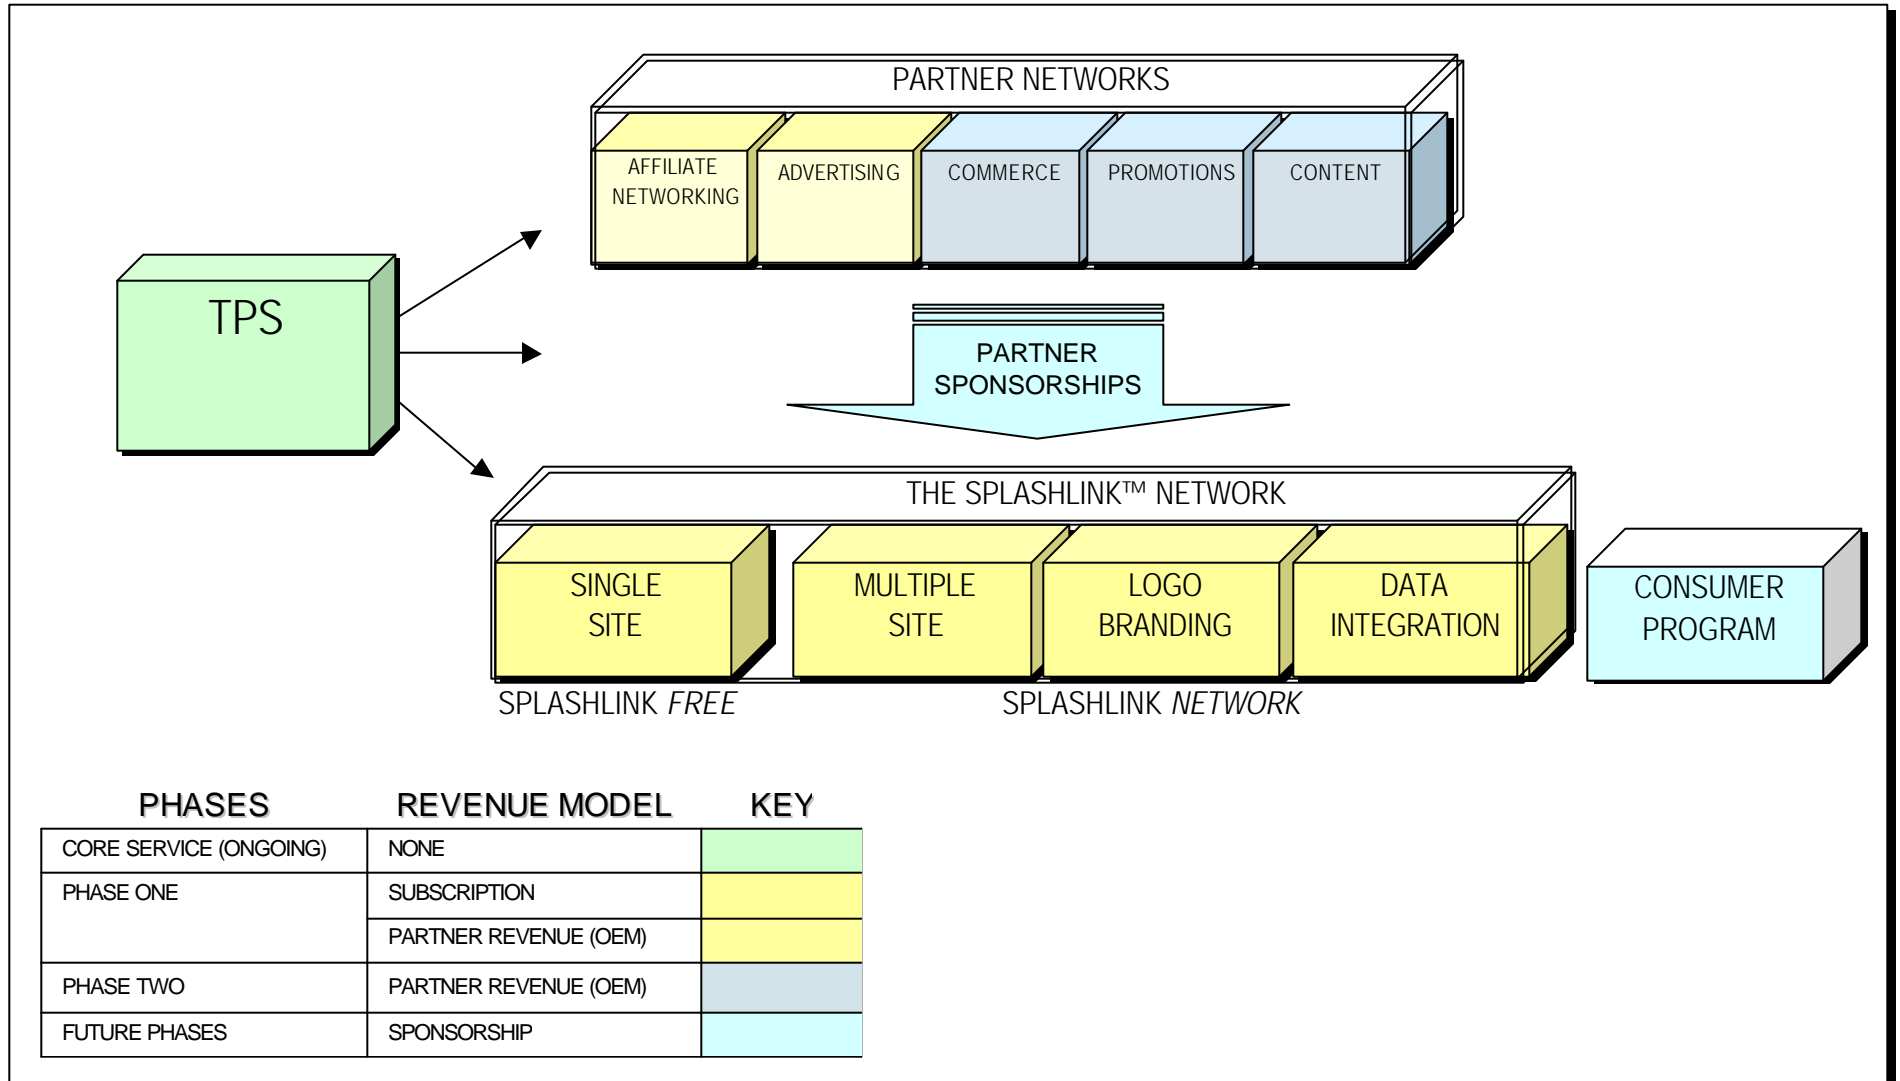 PARTNER NETWORKS
AFFILIATE
NETWORKING
ADVERTISING
COMMERCE
PROMOTIONS
CONTENT
TPS
PARTNER
SPONSORSHIPS
THE SPLASHLINK™ NETWORK
SINGLE
SITE
MULTIPLE
SITE
LOGO
BRANDING
DATA
INTEGRATION
CONSUMER
PROGRAM
SPLASHLINK FREE
SPLASHLINK NETWORK
PHASES REVENUE MODEL KEY
CORE SERVICE (ONGOING) NONE
PHASE ONE SUBSCRIPTION
PARTNER REVENUE (OEM)
PHASE TWO PARTNER REVENUE (OEM)
FUTURE PHASES SPONSORSHIP